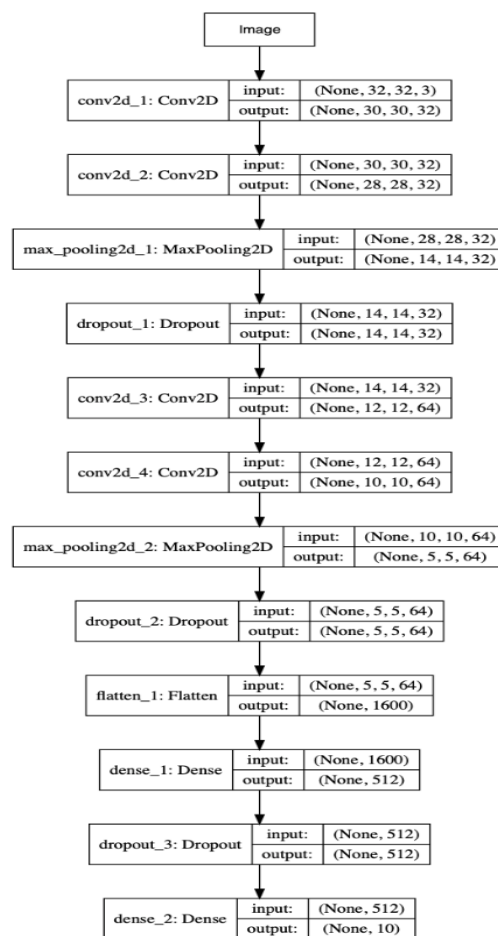 Image
conv2d_1: Conv2D input: (None, 32, 32, 3)
output: (None, 30, 30, 32)
conv2d_2: Conv2D input: (None, 30, 30, 32)
output: (None, 28, 28, 32)
max_pooling2d_1: MaxPooling2D input: (None, 28, 28, 32)
output: (None, 14, 14, 32)
dropout_1: Dropout input: (None, 14, 14, 32)
output: (None, 14, 14, 32)
conv2d_3: Conv2D input: (None, 14, 14, 32)
output: (None, 12, 12, 64)
conv2d_4: Conv2D input: (None, 12, 12, 64)
output: (None, 10, 10, 64)
max_pooling2d_2: MaxPooling2D input: (None, 10, 10, 64)
output: (None, 5, 5, 64)
dropout_2: Dropout input: (None, 5, 5, 64)
output: (None, 5, 5, 64)
flatten_1: Flatten input: (None, 5, 5, 64)
output: (None, 1600)
dense_1: Dense input: (None, 1600)
output: (None, 512)
dropout_3: Dropout input: (None, 512)
output: (None, 512)
dense_2: Dense input: (None, 512)
output: (None, 10)